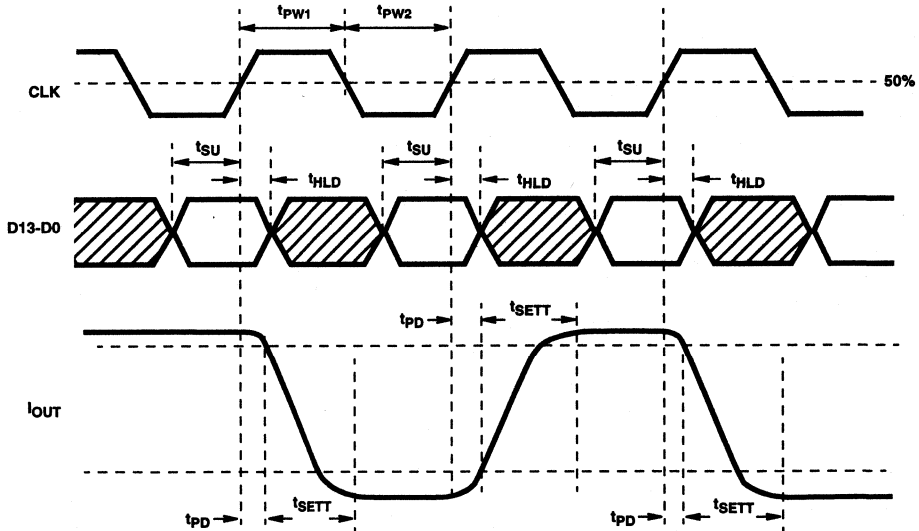 tPW1 tPW2
CLK 50%
tSU tSU tSU
tHLD tHLD tHLD
D13-D0
tPD tSETT
IOUT
tPD tSETT tPD tSETT